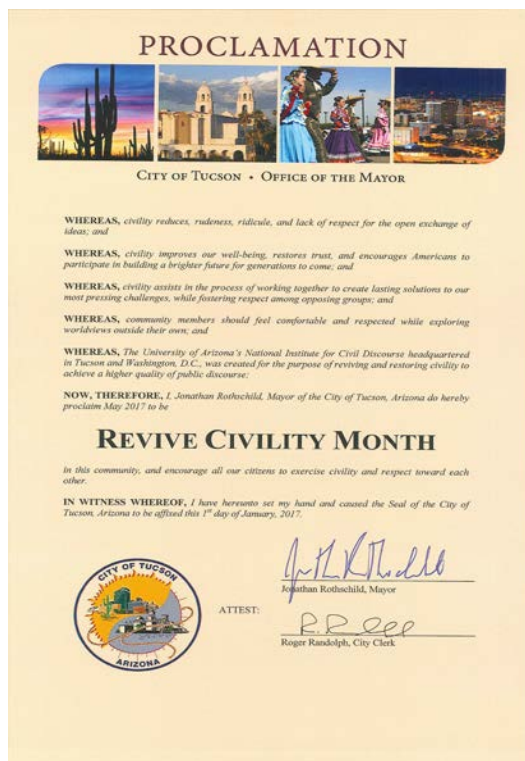 PROCLAMATION
CITY OF TUCSON • OFFICE OF THE MAYOR
WHEREAS, civility reduces, rudeness, ridicule, and lack of respect for the open exchange of
ideas; and
WHEREAS, civility improves our well-being, restores trust, and encourages Americans to
participate in building a brighter future for generations to come; and
WHEREAS, civility assists in the process of working together to create lasting solutions to our
most pressing challenges, while fostering respect among opposing groups; and
WHEREAS, community members should feel comfortable and respected while exploring
worldviews outside their own; and
WHEREAS, The University of Arizona's National Institute for Civil Discourse headquartered
in Tucson and Washington, D.C., was created for the purpose of reviving and restoring civility to
achieve a higher quality of public discourse:
NOW, THEREFORE, I, Jonathan Rothschild, Mayor of the City of Tucson, Arizona do hereby
proclaim May 2017 to be
REVIVE CIVILITY MONTH
in this community, and encourage all our citizens to exercise civility and respect toward each
other.
IN WITNESS WHEREOF, I have hereunto set my hand and caused the Seal of the City of
Tucson, Arizona to be affixed this 1st day of January, 2017.
Jonathan Rothschild, Mayor
CITY OF TUCSON
ARIZONA
ATTEST:
Roger Randolph, City Clerk